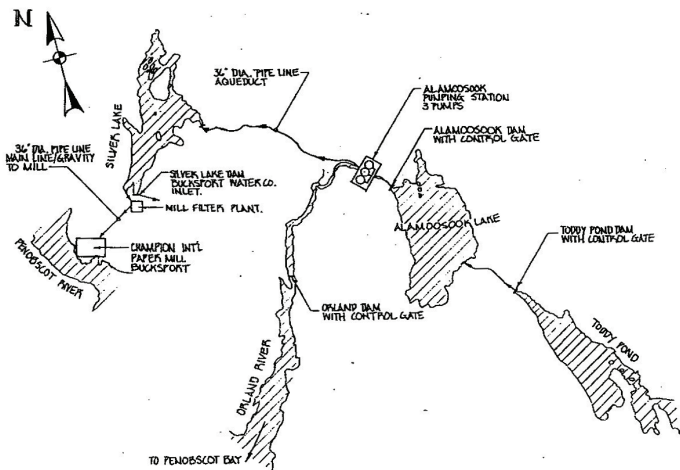 N
36" DIA. PIPE LINE
AQUEDUCT
ALAMOOSOOK
PUMPING STATION
3 PUMPS
ALAMOOSOOK DAM
WITH CONTROL GATE
SILVER LAKE
36" DIA. PIPE LINE
MAIN LINE/GRAVITY
TO MILL
SILVER LAKE DAM
BUCKSPORT WATER CO.
INLET.
MILL FILTER PLANT.
ALAMOOSOOK LAKE
TODDY POND DAM
WITH CONTROL GATE
PENOBSCOT RIVER
CHAMPION INT'L
PAPER MILL
BUCKSPORT
ORLAND DAM
WITH CONTROL GATE
TODDY POND
ORLAND RIVER
TO PENOBSCOT BAY